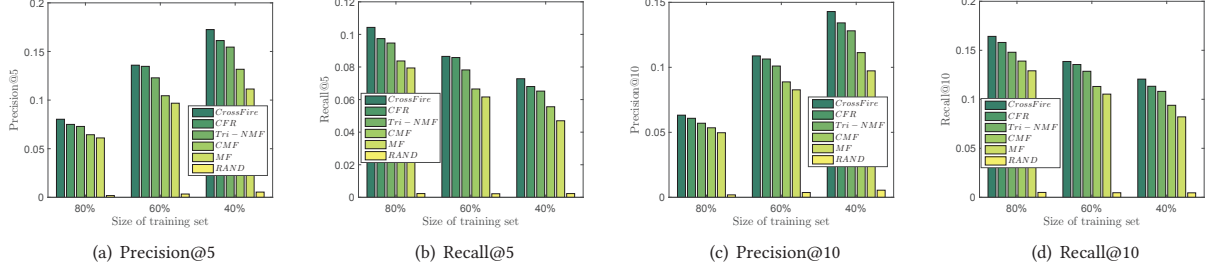 0.2
0.15
0.1
0.05
0
Precision@5
CrossFire
CFR
Tri−NMF
CMF
MF
RAND
80%
60%
40%
Size of training set
(a) Precision@5
0.12
0.1
0.08
0.06
0.04
0.02
0
Recall@5
CrossFire
CFR
Tri−NMF
CMF
MF
RAND
80%
60%
40%
Size of training set
(b) Recall@5
0.15
0.1
0.05
0
Precision@10
CrossFire
CFR
Tri−NMF
CMF
MF
RAND
80%
60%
40%
Size of training set
(c) Precision@10
0.2
0.15
0.1
0.05
0
Recall@10
CrossFire
CFR
Tri−NMF
CMF
MF
RAND
80%
60%
40%
Size of training set
(d) Recall@10